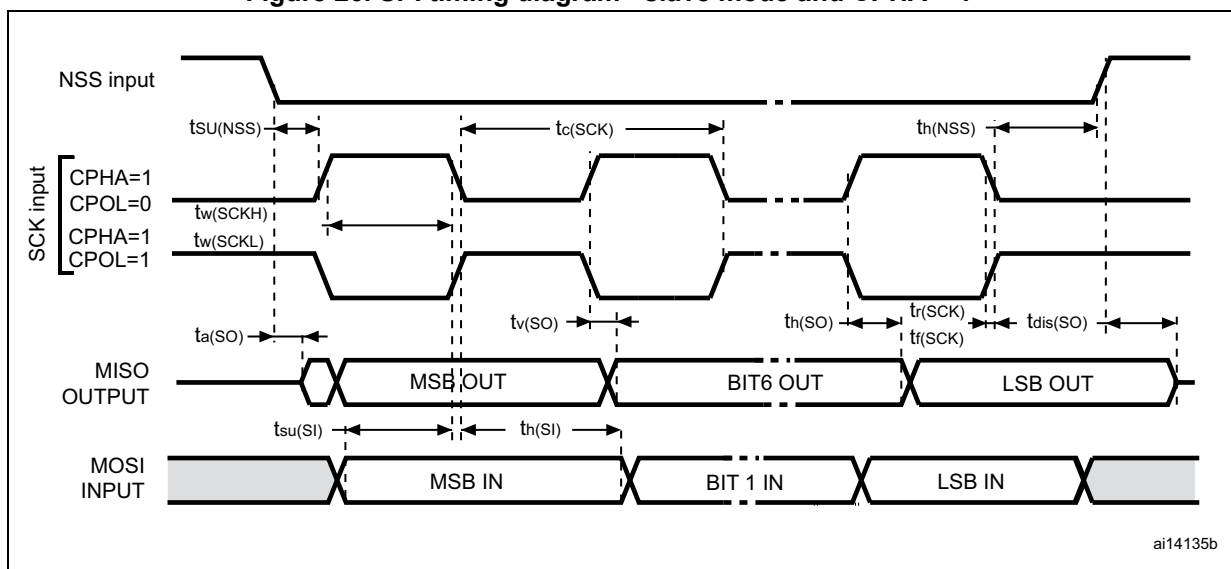 NSS input
tSU(NSS)
tc(SCK)
th(NSS)
SCK input
CPHA=1
CPOL=0
tw(SCKH)
CPHA=1
tw(SCKL)
CPOL=1
ta(SO)
tv(SO)
th(SO)
tr(SCK)
tf(SCK)
tdis(SO)
MISO
OUTPUT
MSB OUT
BIT6 OUT
LSB OUT
tsu(SI)
th(SI)
MOSI
INPUT
MSB IN
BIT 1 IN
LSB IN
ai14135b